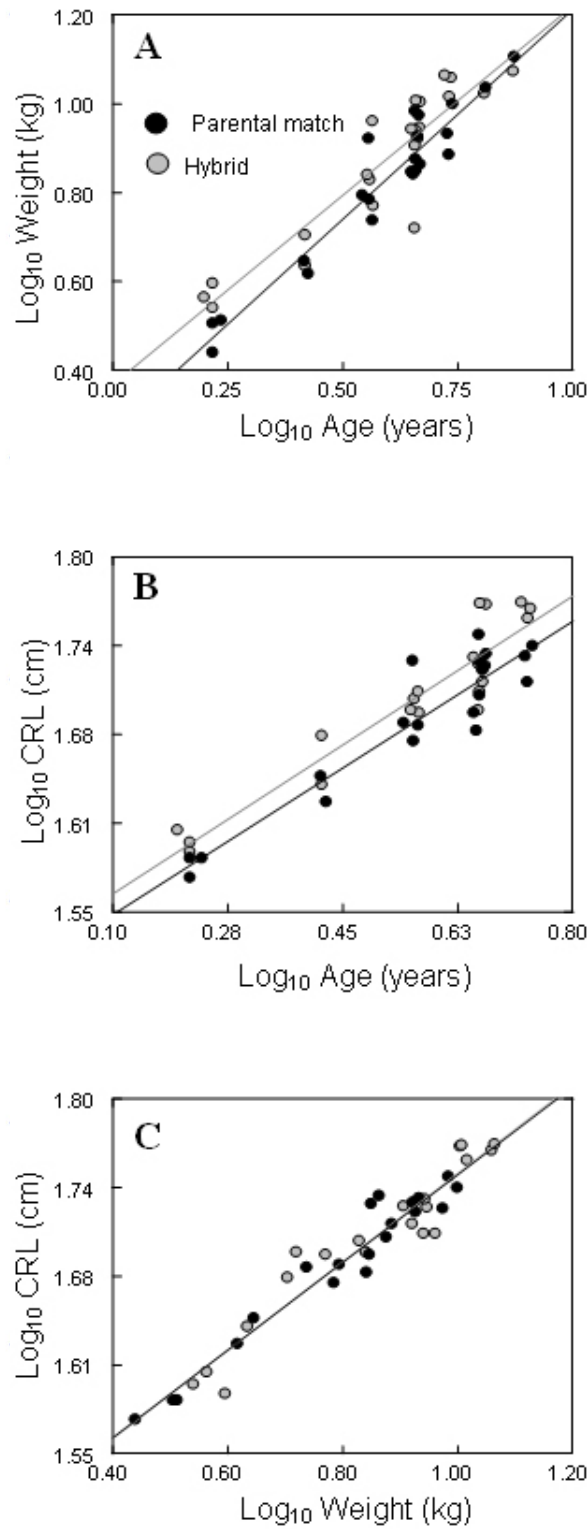 1.20
A
1.00
Parental match
Hybrid
0.80
0.60
0.40
Log10 Weight (kg)
0.00 0.25 0.50 0.75 1.00
Log10 Age (years)
1.80
B
1.74
1.68
1.61
1.55
Log10 CRL (cm)
0.10 0.28 0.45 0.63 0.80
Log10 Age (years)
1.80
C
1.74
1.68
1.61
1.55
Log10 CRL (cm)
0.40 0.60 0.80 1.00 1.20
Log10 Weight (kg)